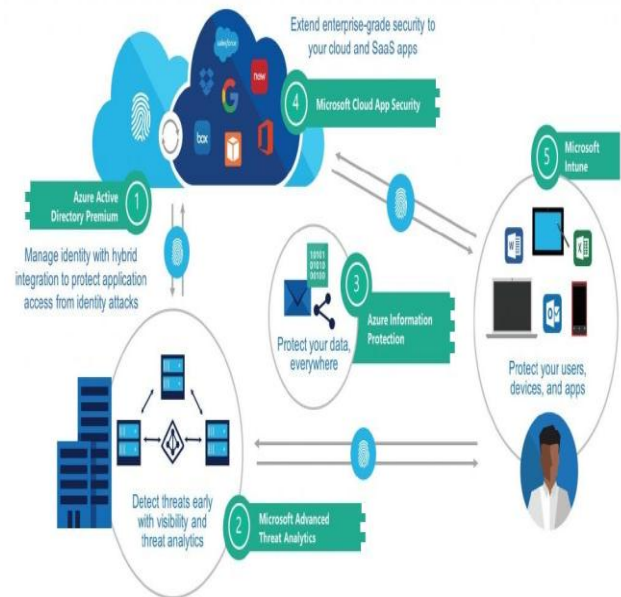 Extend enterprise-grade security to
your cloud and SaaS apps
salesforce
now
4
Microsoft Cloud App Security
box
5
Microsoft
Intune
Azure Active
Directory Premium
1
Manage identity with hybrid
integration to protect application
access from identity attacks
10101
01010
00100
3
Azure Information
Protection
Protect your data,
everywhere
Protect your users,
devices, and apps
Detect threats early
with visibility and
threat analytics
2
Microsoft Advanced
Threat Analytics